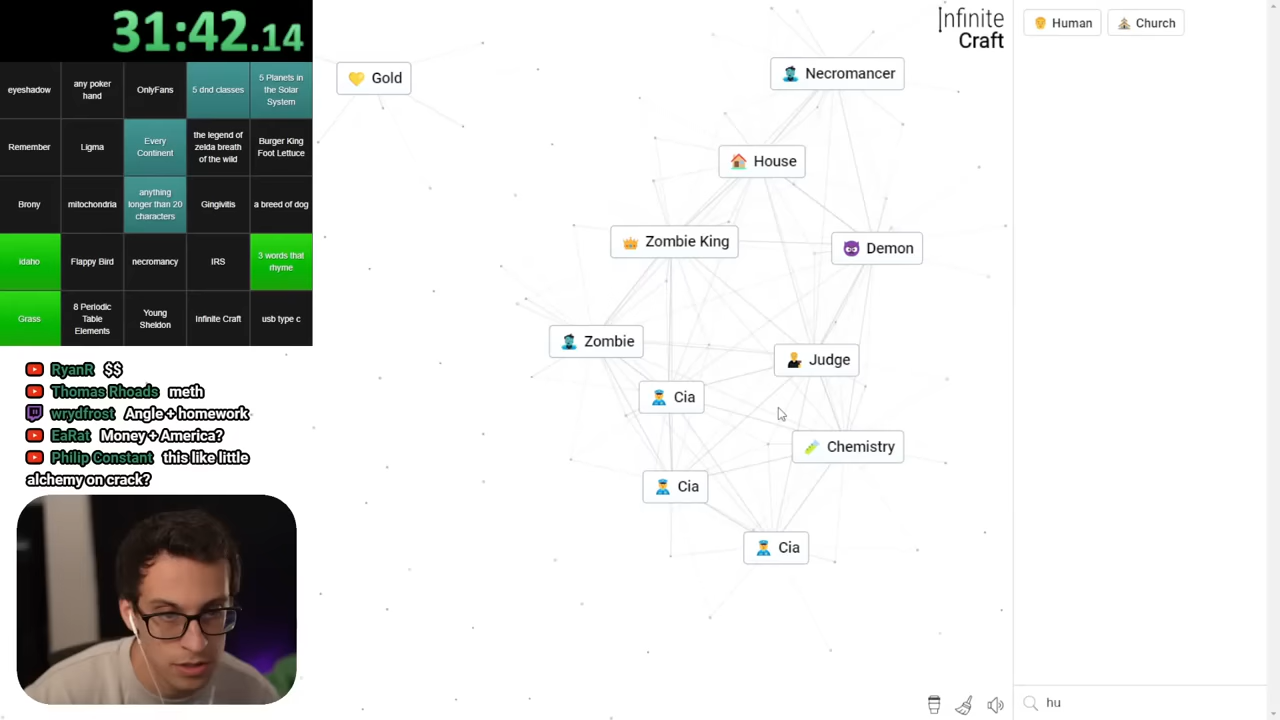 31:42.14
eyeshadow
any poker
hand
OnlyFans
5 dnd classes
5 Planets in
the Solar
System
Remember
Ligma
Every
Continent
the legend of
zelda breath
of the wild
Burger King
Foot Lettuce
Brony
mitochondria
anything
longer than 20
characters
Gingivitis
a breed of dog
idaho
Flappy Bird
necromancy
IRS
3 words that
rhyme
Grass
8 Periodic
Table
Elements
Young
Sheldon
Infinite Craft
usb type c
RyanR $$
Thomas Rhoads meth
wrydfrost Angle + homework
EaRat Money + America?
Philip Constant this like little
alchemy on crack?
Infinite
Craft
Gold
Necromancer
House
Zombie King
Demon
Zombie
Judge
Cia
Chemistry
Cia
Cia
Human
Church
hu